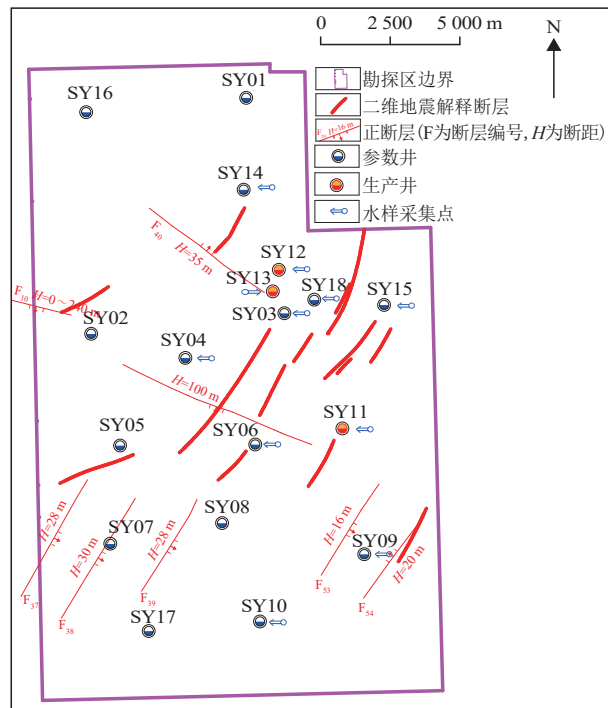 0 2 500 5 000 m
N
勘探区边界
二维地震解释断层
F₃₉ H=16 m
正断层(F为断层编号, H为断距)
参数井
生产井
水样采集点
SY01
SY16
SY14
F₄₀ H=35 m
SY12
SY13
SY18
SY15
SY03
F₁₀ H=0～240 m
SY02
SY04
H=100 m
SY11
SY05
SY06
SY08
H=28 m
SY07
H=30 m
H=28 m
H=16 m
SY09
H=20 m
F₃₇
F₃₈
F₃₉
F₅₃
F₅₄
SY17
SY10